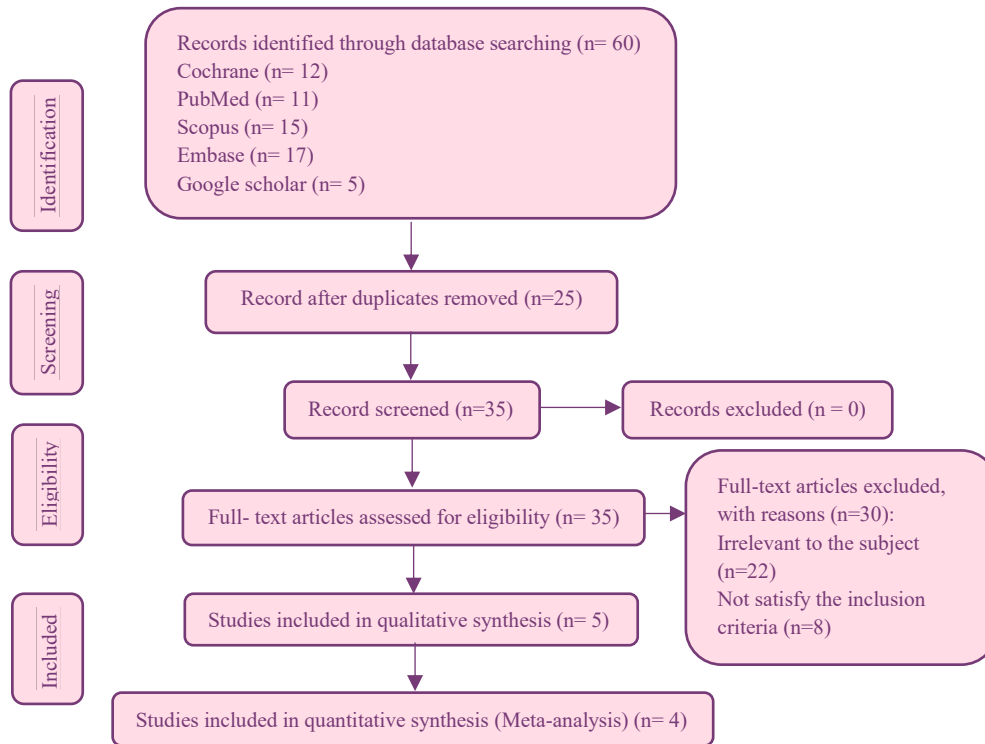 Identification
Records identified through database searching (n= 60)
Cochrane (n= 12)
PubMed (n= 11)
Scopus (n= 15)
Embase (n= 17)
Google scholar (n= 5)
Screening
Record after duplicates removed (n=25)
Record screened (n=35)
Records excluded (n = 0)
Eligibility
Full- text articles assessed for eligibility (n= 35)
Full-text articles excluded,
with reasons (n=30):
Irrelevant to the subject
(n=22)
Not satisfy the inclusion
criteria (n=8)
Included
Studies included in qualitative synthesis (n= 5)
Studies included in quantitative synthesis (Meta-analysis) (n= 4)